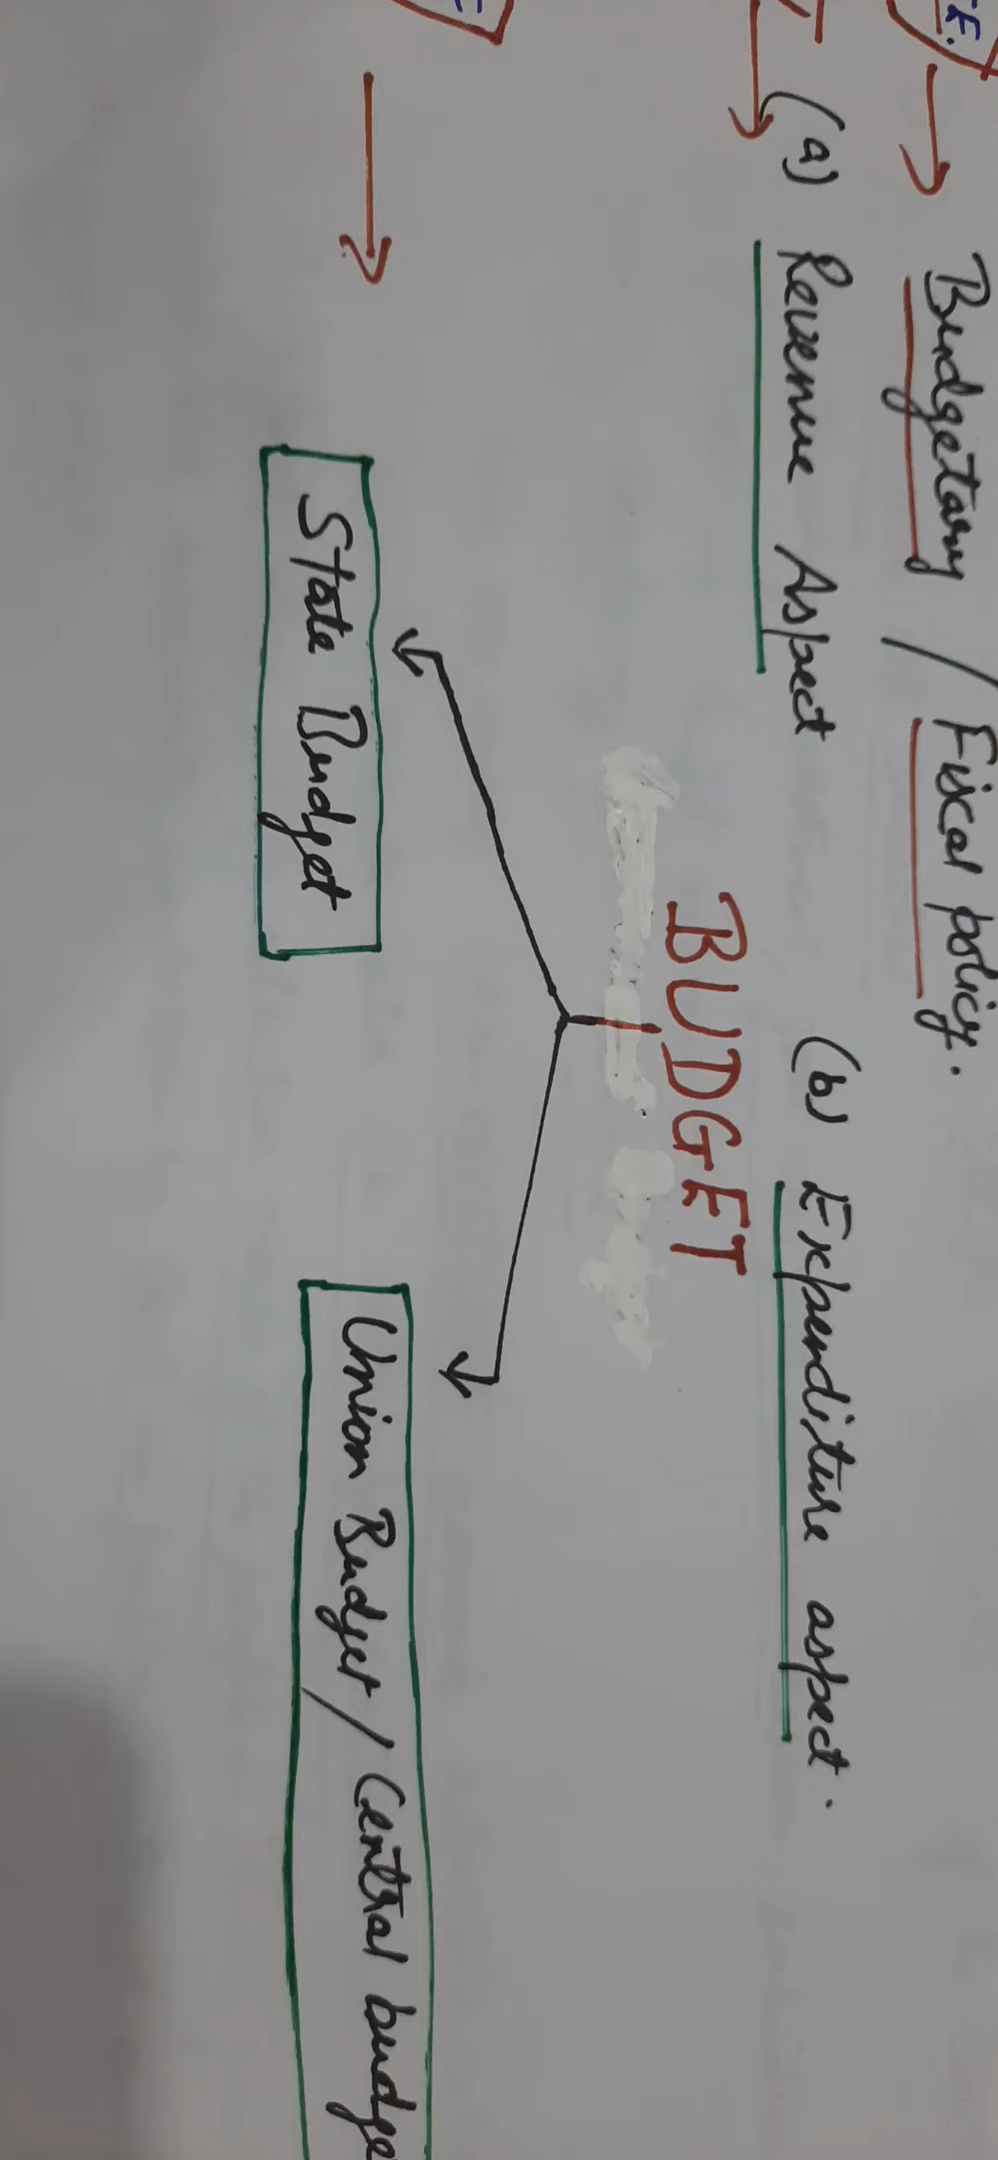 Budgetary / Fiscal policy.
(a) Revenue Aspect (b) Expenditure aspect.
BUDGET
State Budget Union Budget / Central budge